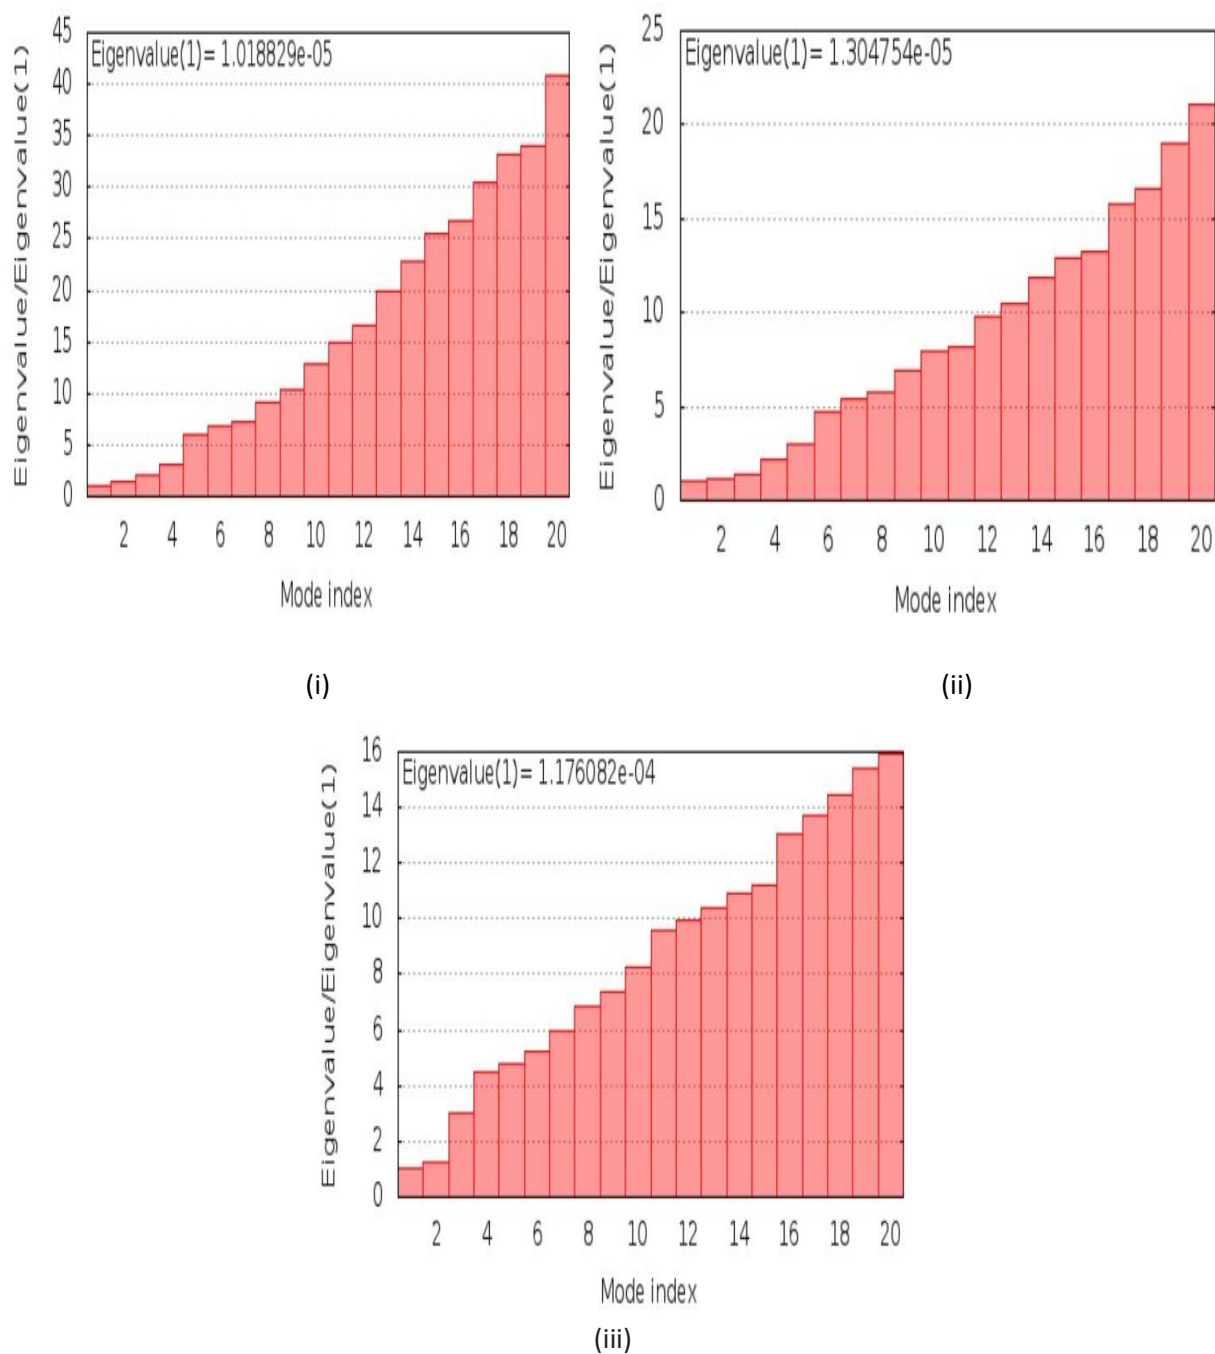 Eigenvalue/Eigenvalue(1)
45
40
35
30
25
20
15
10
5
0
Eigenvalue(1)= 1.018829e-05
2 4 6 8 10 12 14 16 18 20
Mode index
(i)
Eigenvalue/Eigenvalue(1)
25
20
15
10
5
0
Eigenvalue(1)= 1.304754e-05
2 4 6 8 10 12 14 16 20
Mode index
(ii)
Eigenvalue/Eigenvalue(1)
16
14
12
10
8
6
4
2
0
Eigenvalue(1)= 1.176082e-04
2 4 6 8 10 12 14 16 18 20
Mode index
(iii)